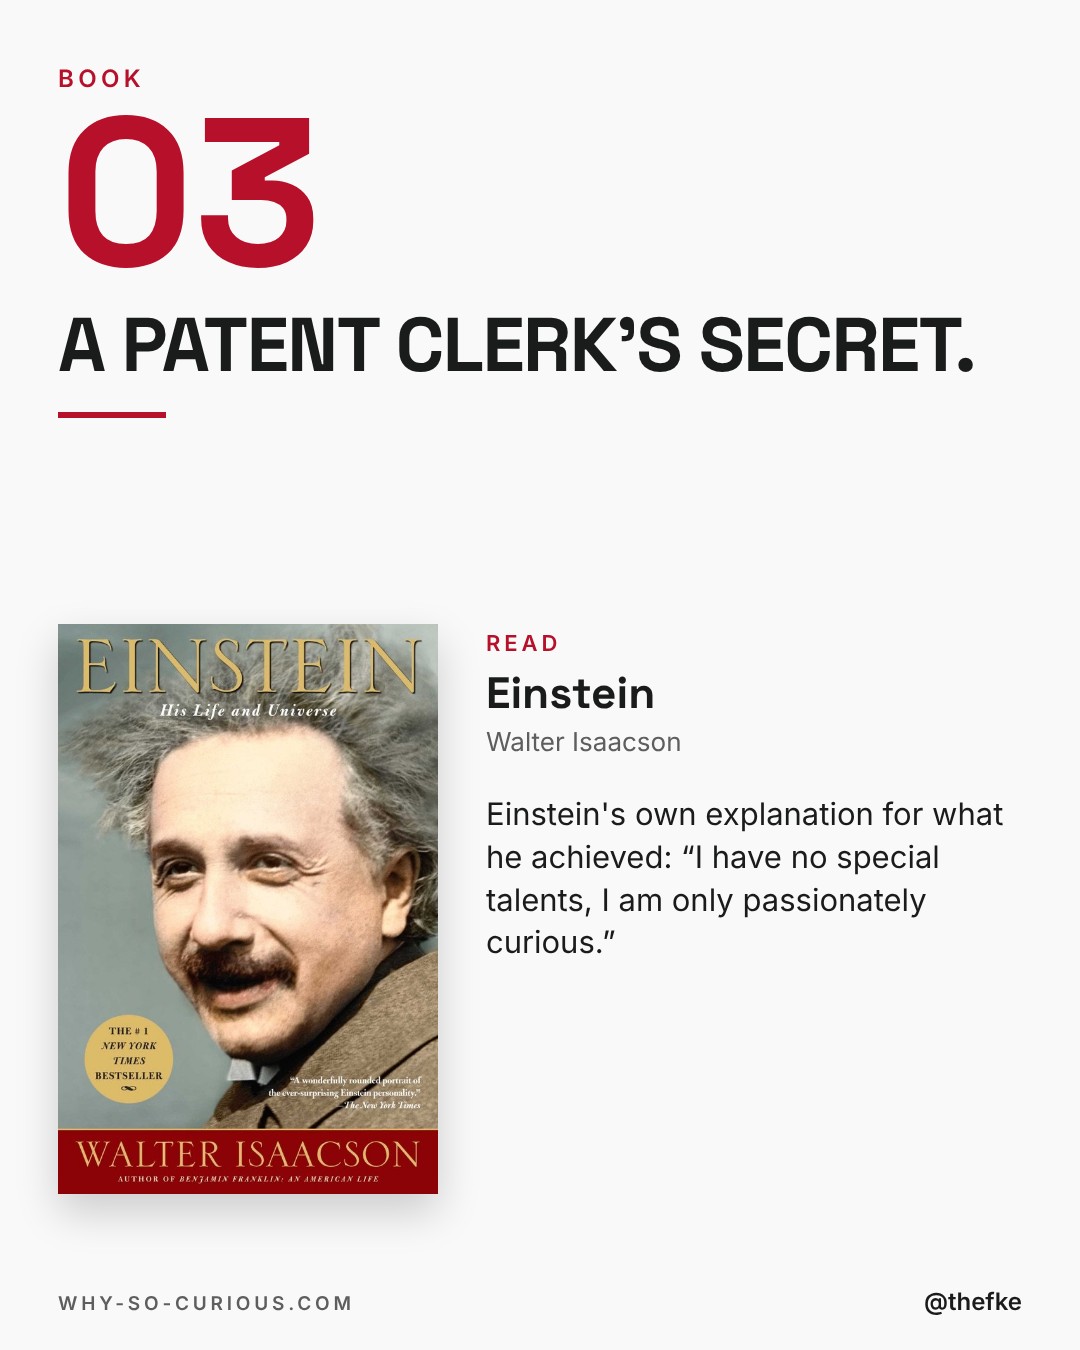 BOOK
03
A PATENT CLERK’S SECRET.
EINSTEIN
His Life and Universe
THE # 1
NEW YORK
TIMES
BESTSELLER
“A wonderfully rounded portrait of
the ever-surprising Einstein personality.”
—The New York Times
WALTER ISAACSON
AUTHOR OF BENJAMIN FRANKLIN: AN AMERICAN LIFE
READ
Einstein
Walter Isaacson
Einstein's own explanation for what
he achieved: “I have no special
talents, I am only passionately
curious.”
WHY-SO-CURIOUS.COM
@thefke